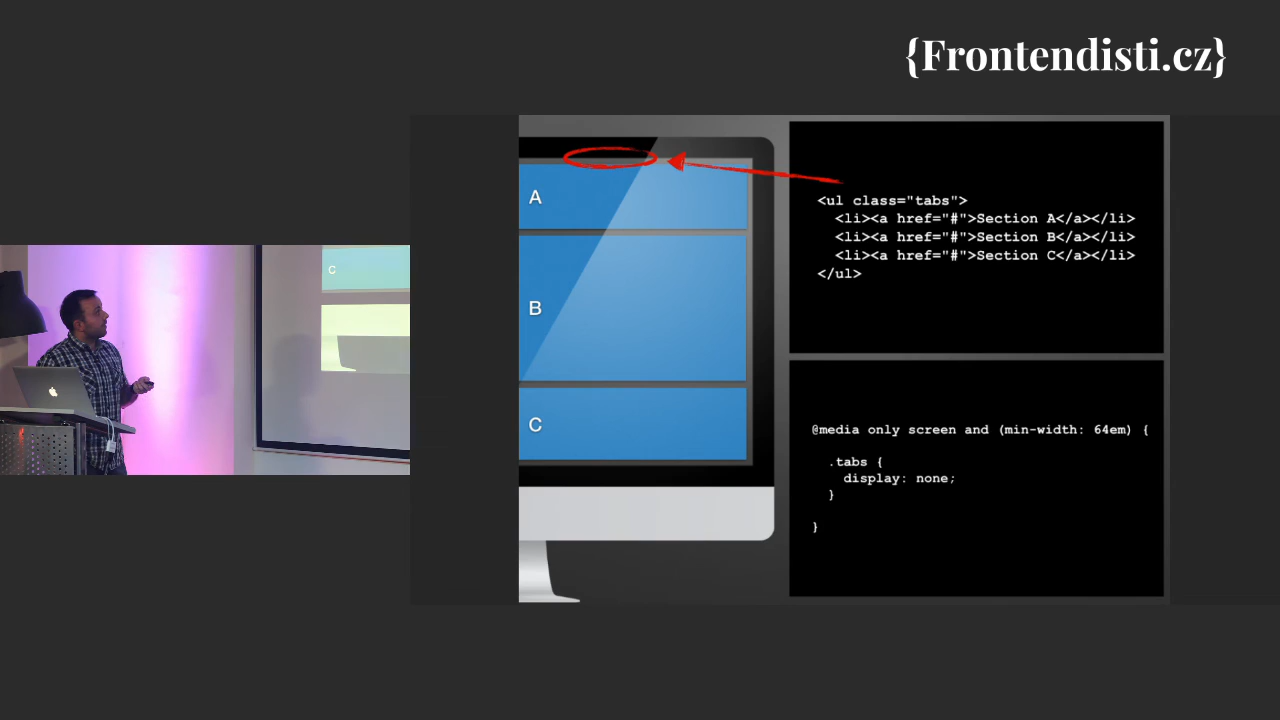 {Frontendisti.cz}
A
B
C
<ul class="tabs">
<li><a href="#">Section A</a></li>
<li><a href="#">Section B</a></li>
<li><a href="#">Section C</a></li>
</ul>
@media only screen and (min-width: 64em) {
.tabs {
display: none;
}
}
C